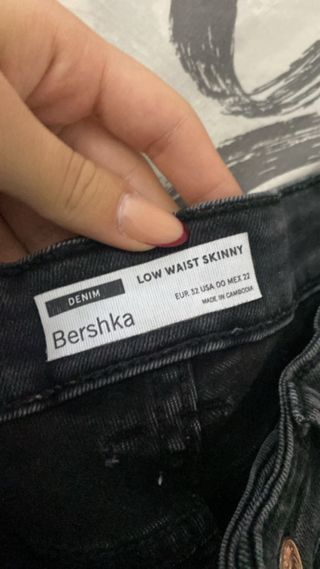 DENIM
LOW WAIST SKINNY
Bershka
EUR 32 USA 00 MEX 22
MADE IN CAMBODIA